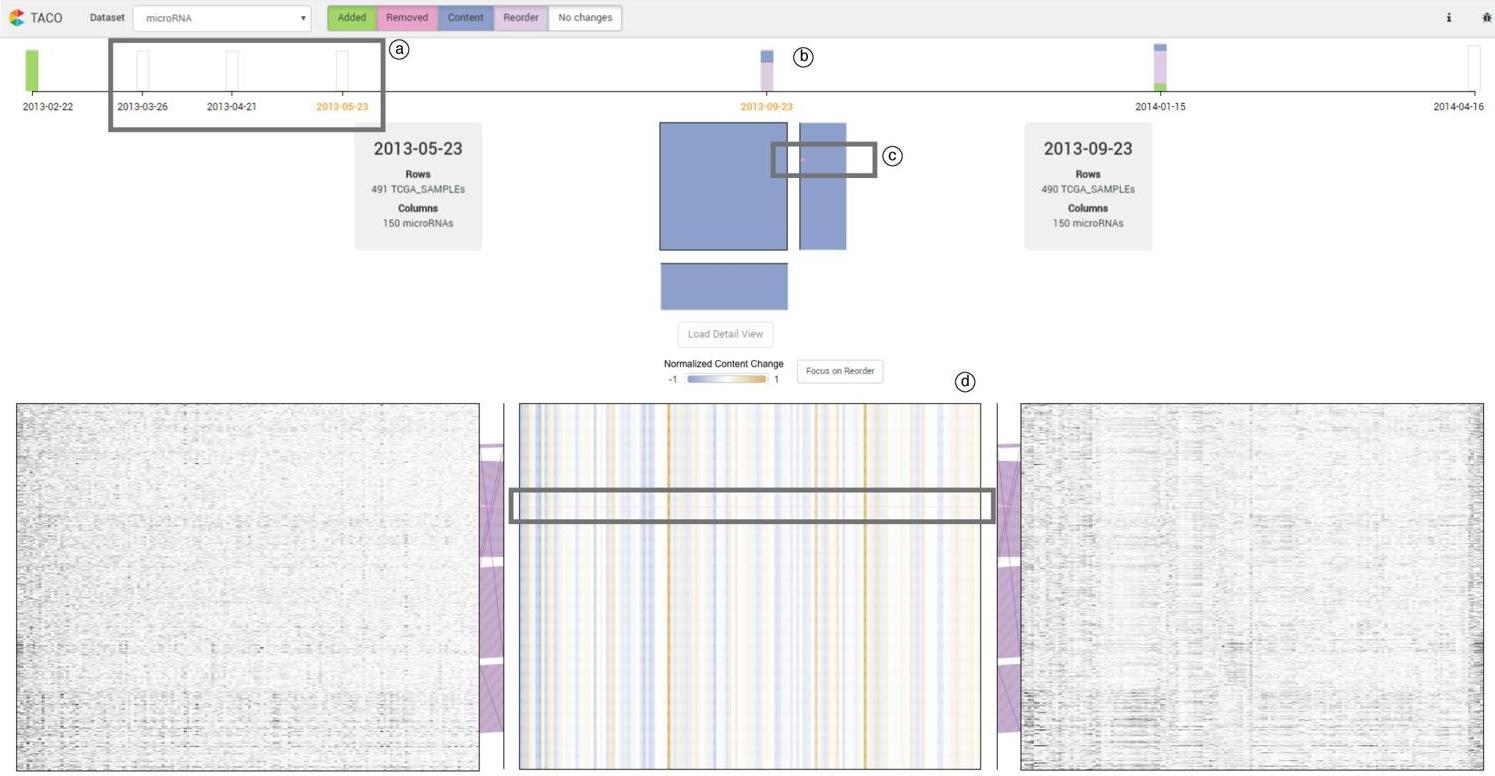 TACO Dataset microRNA Added Removed Content Reorder No changes i
a
b
2013-02-22 2013-03-26 2013-04-21 2013-05-23 2013-09-23 2014-01-15 2014-04-16
2013-05-23
Rows
491 TCGA_SAMPLEs
Columns
150 microRNAs
c
2013-09-23
Rows
490 TCGA_SAMPLEs
Columns
150 microRNAs
Load Detail View
Normalized Content Change
-1 1
Focus on Reorder
d